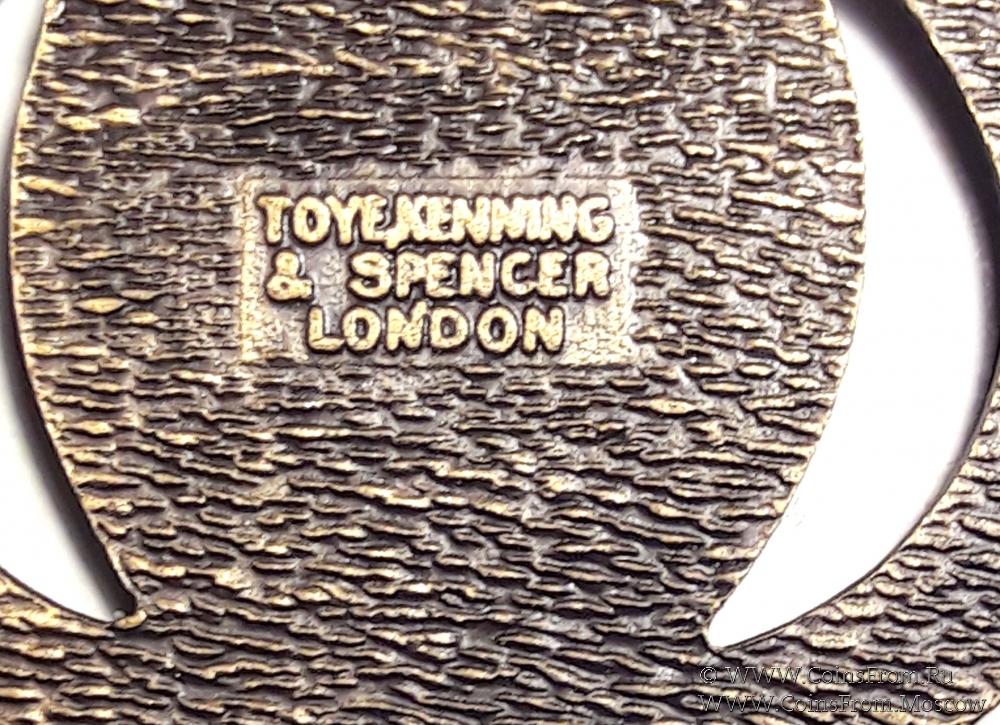 TOYE,KENNING
& SPENCER
LONDON
© WWW.CoinsFrom.Ru
WWW.CoinsFrom.Moscow